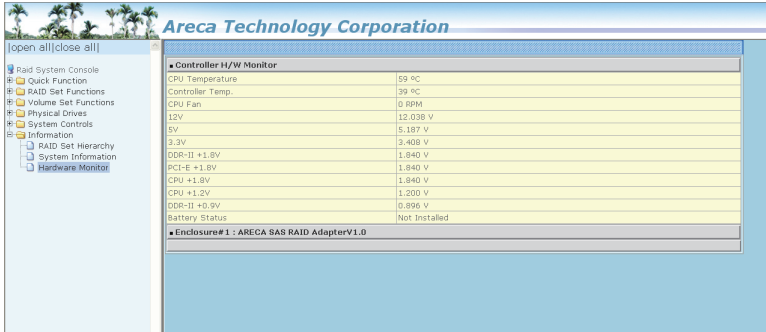 Areca Technology Corporation
|open all|close all|
Raid System Console
Quick Function
RAID Set Functions
Volume Set Functions
Physical Drives
System Controls
Information
RAID Set Hierarchy
System Information
Hardware Monitor
Controller H/W Monitor
CPU Temperature 59 ºC
Controller Temp. 39 ºC
CPU Fan 0 RPM
12V 12.038 V
5V 5.187 V
3.3V 3.408 V
DDR-II +1.8V 1.840 V
PCI-E +1.8V 1.840 V
CPU +1.8V 1.840 V
CPU +1.2V 1.200 V
DDR-II +0.9V 0.896 V
Battery Status Not Installed
Enclosure#1 : ARECA SAS RAID AdapterV1.0